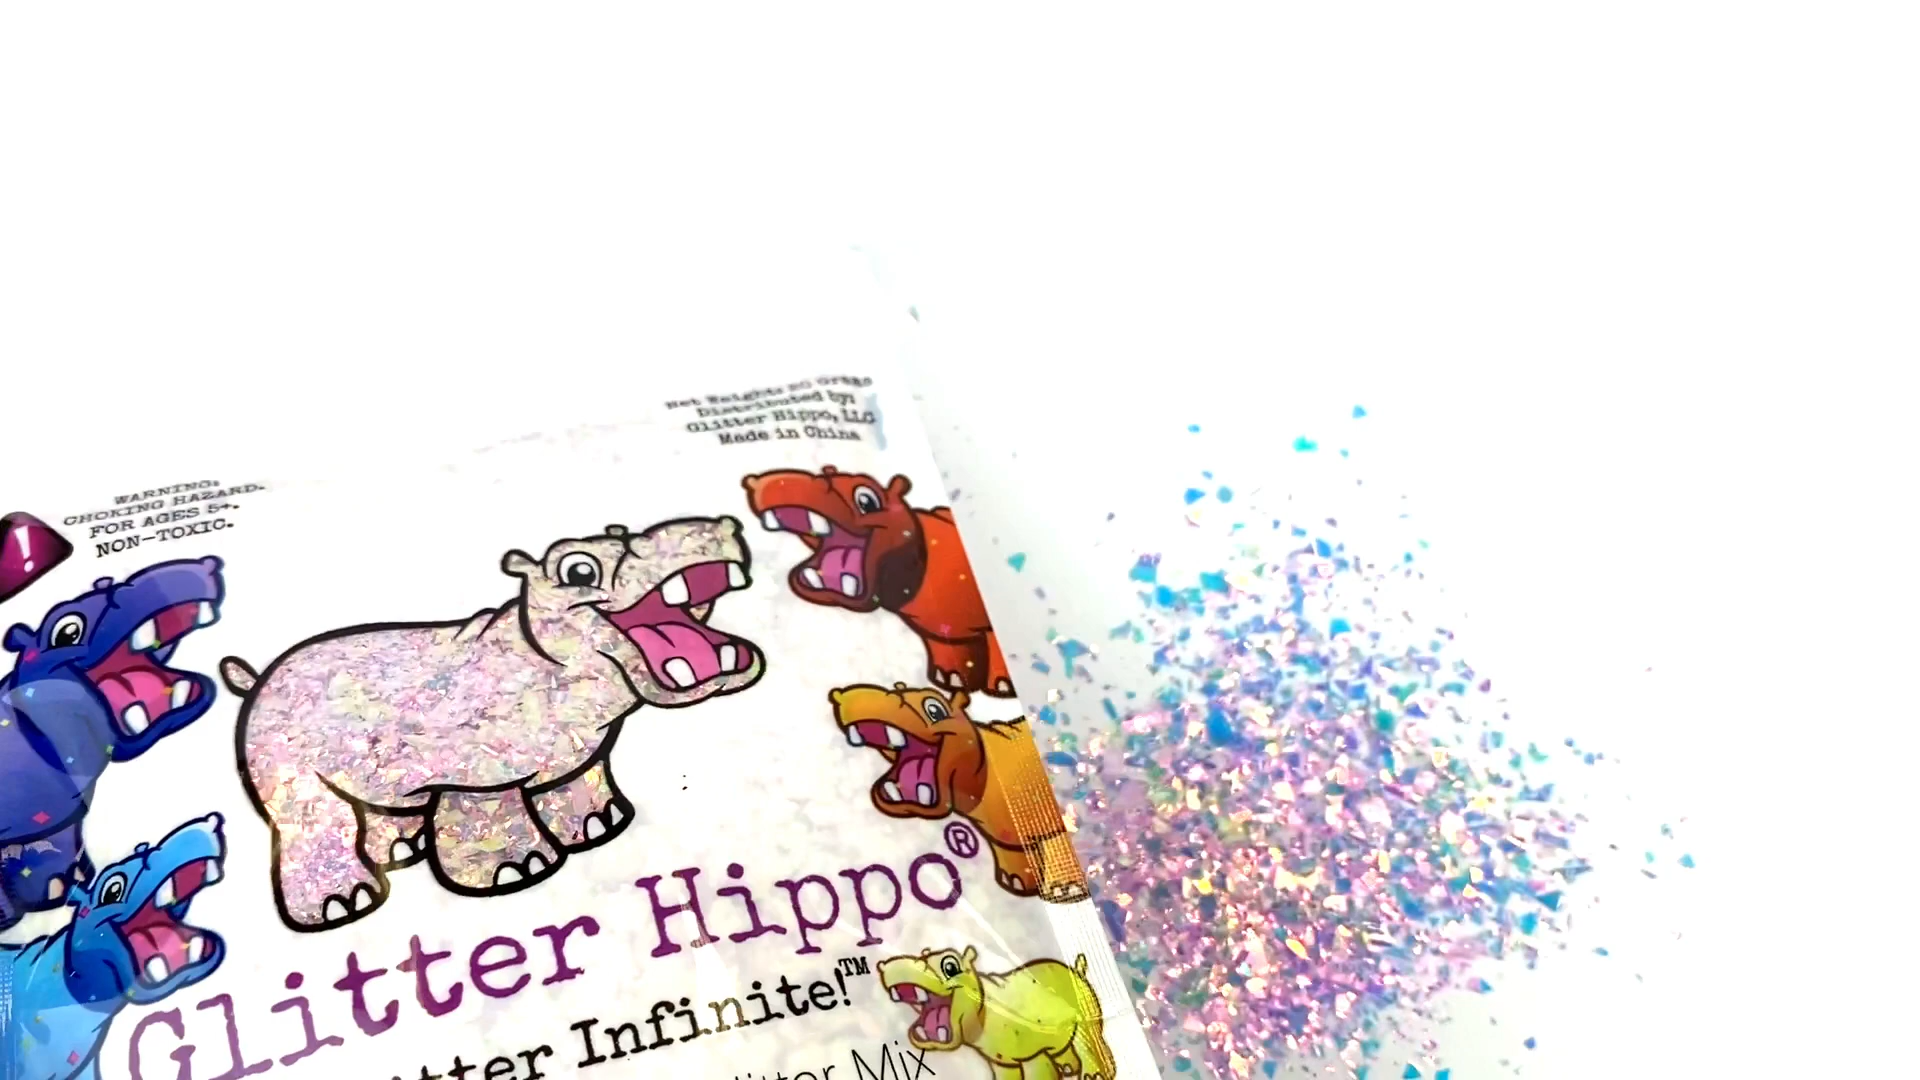 Net Weight: 20 Grams
Distributed by:
Glitter Hippo, LLC
Made in China
WARNING:
CHOKING HAZARD.
FOR AGES 5+.
NON-TOXIC.
!
Glitter Hippo®
Infinite!™
Mix